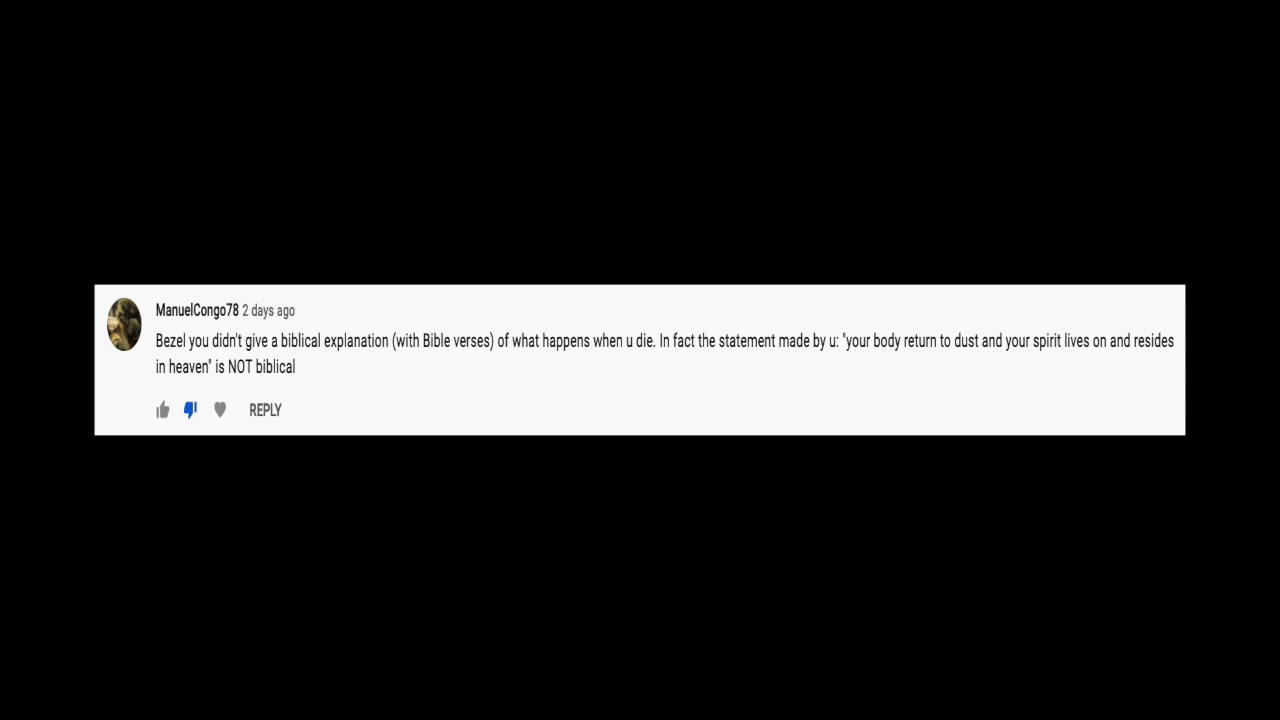 ManuelCongo78 2 days ago
Bezel you didn't give a biblical explanation (with Bible verses) of what happens when u die. In fact the statement made by u: "your body return to dust and your spirit lives on and resides
in heaven" is NOT biblical
REPLY